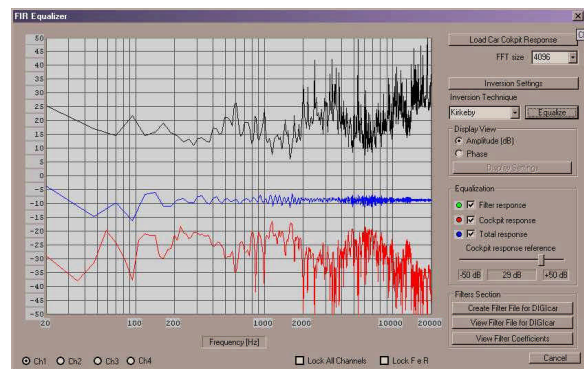 FIR Equalizer
50
45
40
35
30
25
20
15
10
5
0
-5
-10
-15
-20
-25
-30
-35
-40
-45
-50
20 100 200 1000 2000 10000 20000
Frequency [Hz]
Ch1 Ch2 Ch3 Ch4
Lock All Channels Lock F e R
Load Car Cokpit Response
FFT size 4096
Inversion Settings
Inversion Technique
Kirkeby Equalize
Display View
Amplitude (dB)
Phase
Display Settings
Equalization
Filter response
Cockpit response
Total response
Cockpit response reference
-50 dB 29 dB +50 dB
Filters Section
Create Filter File for DIGIcar
View Filter File for DIGIcar
View Filter Coefficients
Cancel